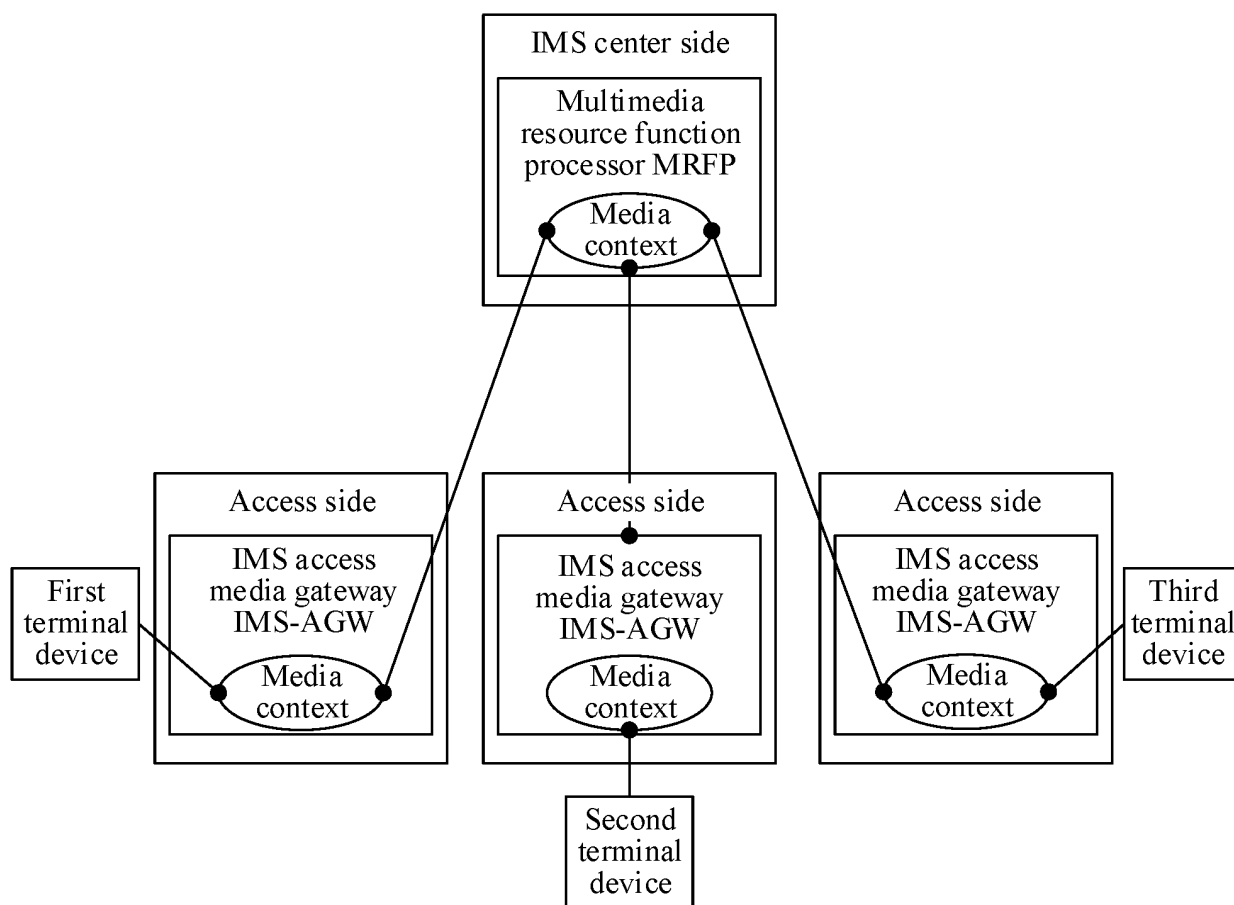 IMS center side
Multimedia
resource function
processor MRFP
Media
context
Access side
IMS access
media gateway
IMS-AGW
Media
context
First
terminal
device
Access side
IMS access
media gateway
IMS-AGW
Media
context
Second
terminal
device
Access side
IMS access
media gateway
IMS-AGW
Media
context
Third
terminal
device